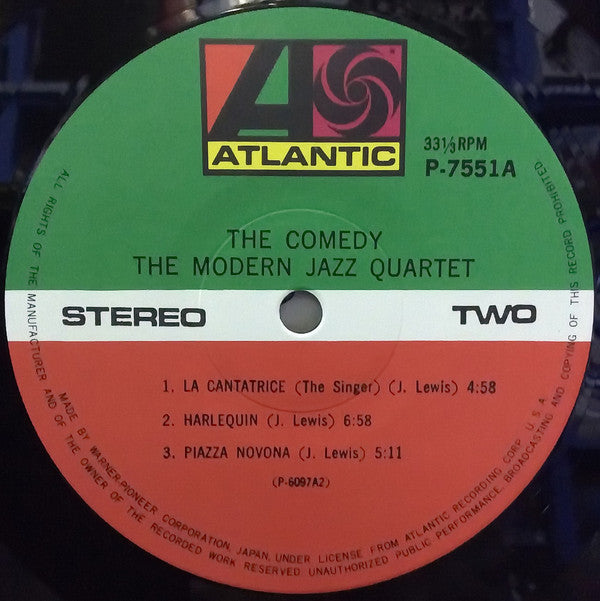 ATLANTIC
®
33⅓RPM
P-7551A
THE COMEDY
THE MODERN JAZZ QUARTET
STEREO
TWO
1. LA CANTATRICE (The Singer) (J. Lewis) 4:58
2. HARLEQUIN (J. Lewis) 6:58
3. PIAZZA NOVONA (J. Lewis) 5:11
(P-6097A2)
ALL RIGHTS OF THE MANUFACTURER AND OF THE OWNER OF THE RECORDED WORK RESERVED. UNAUTHORIZED PUBLIC PERFORMANCE, BROADCASTING AND COPYING OF THIS RECORD PROHIBITED
MADE BY WARNER-PIONEER CORPORATION, JAPAN, UNDER LICENSE FROM ATLANTIC RECORDING CORP. U.S.A.